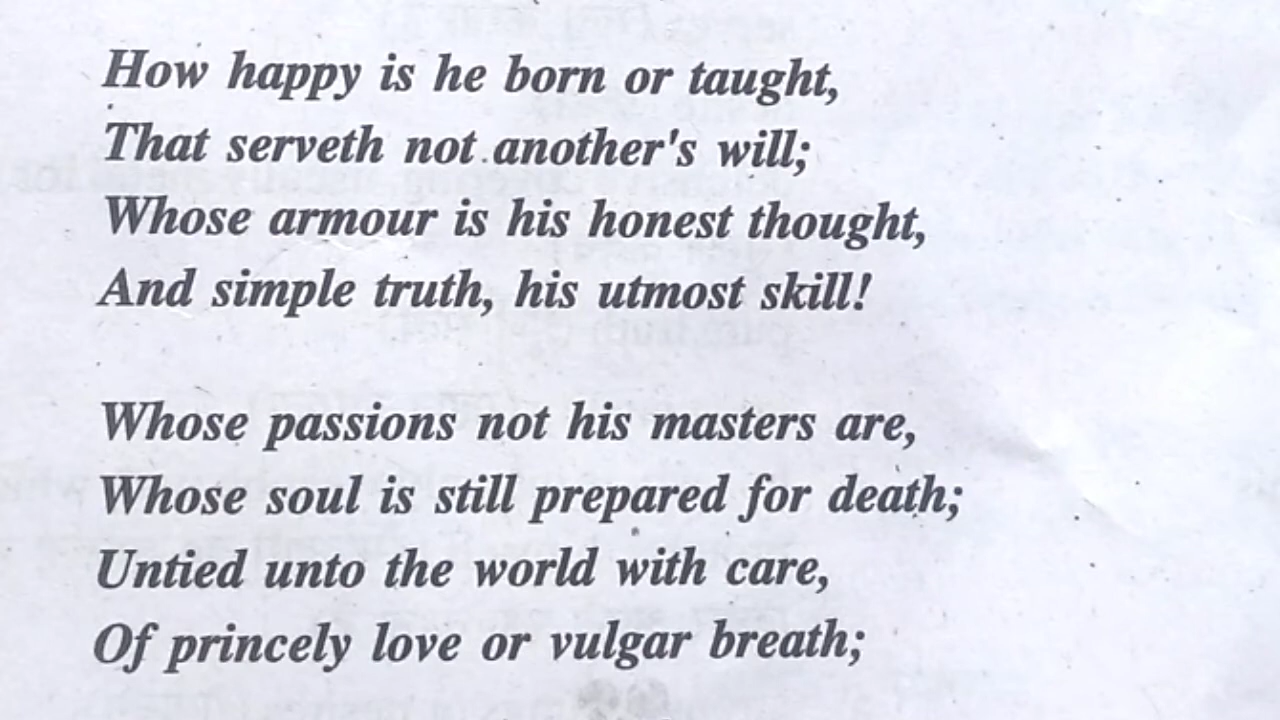 How happy is he born or taught,
That serveth not another's will;
Whose armour is his honest thought,
And simple truth, his utmost skill!
Whose passions not his masters are,
Whose soul is still prepared for death;
Untied unto the world with care,
Of princely love or vulgar breath;